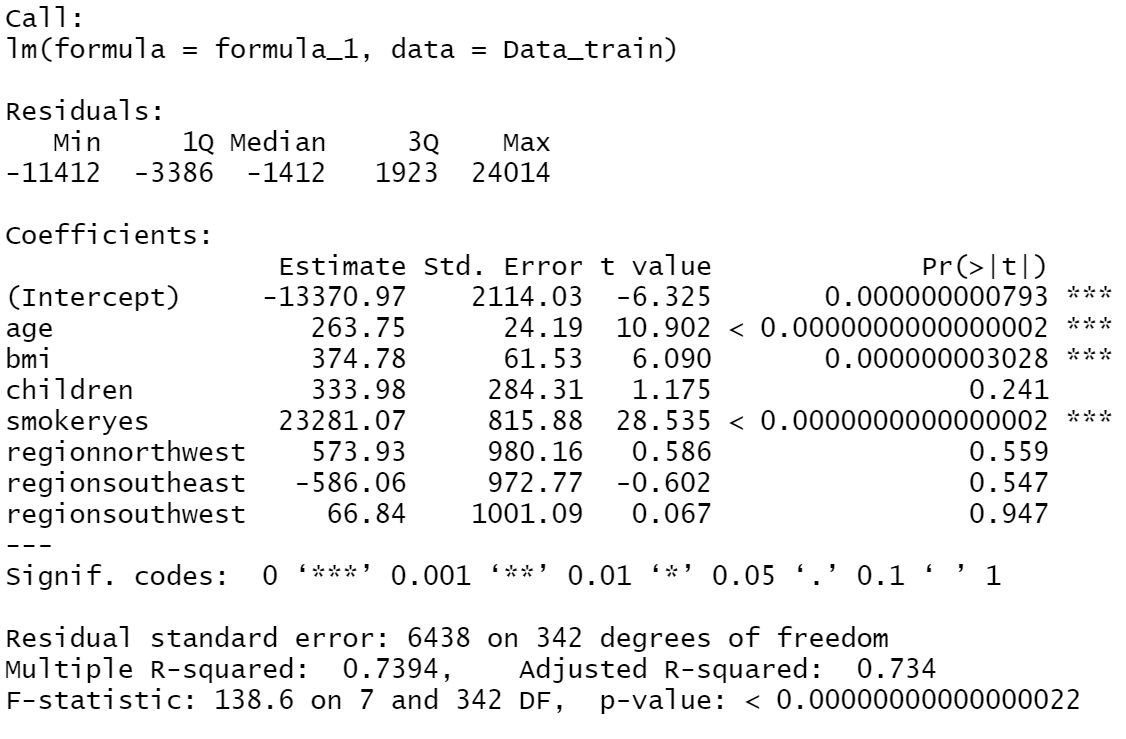 Call:
lm(formula = formula_1, data = Data_train)
Residuals:
   Min     1Q Median     3Q    Max
-11412  -3386  -1412   1923  24014
Coefficients:
                 Estimate Std. Error t value             Pr(>|t|)
(Intercept)     -13370.97    2114.03  -6.325       0.000000000793 ***
age                263.75      24.19  10.902 < 0.0000000000000002 ***
bmi                374.78      61.53   6.090       0.000000003028 ***
children           333.98     284.31   1.175                0.241
smokeryes        23281.07     815.88  28.535 < 0.0000000000000002 ***
regionnorthwest    573.93     980.16   0.586                0.559
regionsoutheast   -586.06     972.77  -0.602                0.547
regionsouthwest     66.84    1001.09   0.067                0.947
---
Signif. codes:  0 ‘***’ 0.001 ‘**’ 0.01 ‘*’ 0.05 ‘.’ 0.1 ‘ ’ 1
Residual standard error: 6438 on 342 degrees of freedom
Multiple R-squared:  0.7394,    Adjusted R-squared:  0.734
F-statistic: 138.6 on 7 and 342 DF,  p-value: < 0.00000000000000022